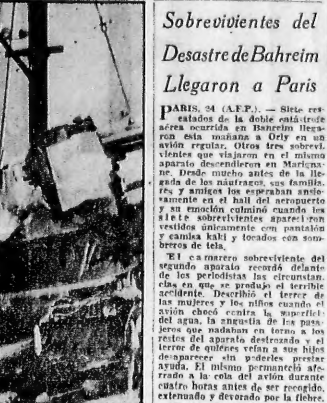 Sobrevivientes del
Desastre de Bahreim
Llegaron a Paris
PARIS, 24 (A.F.P.). — Siete res-
catados de la doble catástrofe
aérea ocurrida en Bahreim llega-
ron esta mañana a Orly en un
avión regular. Otros tres sobrevi-
vientes que viajaron en el mismo
aparato descendieron en Marigna-
ne. Desde mucho antes de la lle-
gada de los náufragos, sus familia-
res y amigos los esperaban ansio-
samente en el hall del aeropuerto
y su emoción culminó cuando los
siete sobrevivientes aparecieron
vestidos únicamente con pantalón
y camisa kaki y tocados con som-
breros de tela.
El camarero sobreviviente del
segundo aparato recordó delante
de los periodistas las circunstan-
cias en que se produjo el terrible
accidente. Describió el terror de
las mujeres y los niños cuando el
avión chocó contra la superficie
del agua, la angustia de los pasa-
jeros que nadaban en torno a los
restos del aparato destrozado y el
terror de quienes veían a sus hijos
desaparecer sin poderles prestar
ayuda. El mismo permaneció afe-
rrado a la cola del avión durante
cuatro horas antes de ser recogido,
extenuado y devorado por la fiebre.